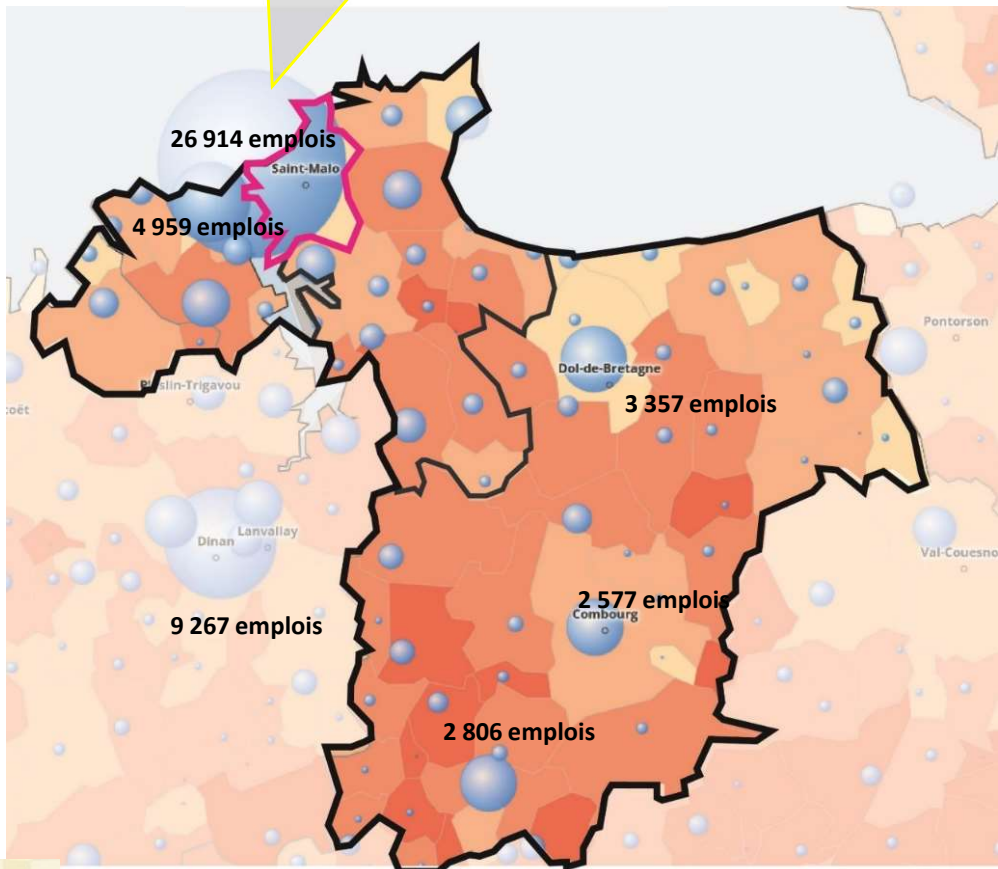 26 914 emplois
Saint-Malo
4 959 emplois
Pontorson
Dol-de-Bretagne
3 357 emplois
Dinan
Lanvallay
Val-Couesno
9 267 emplois
2 577 emplois
Combourg
2 806 emplois